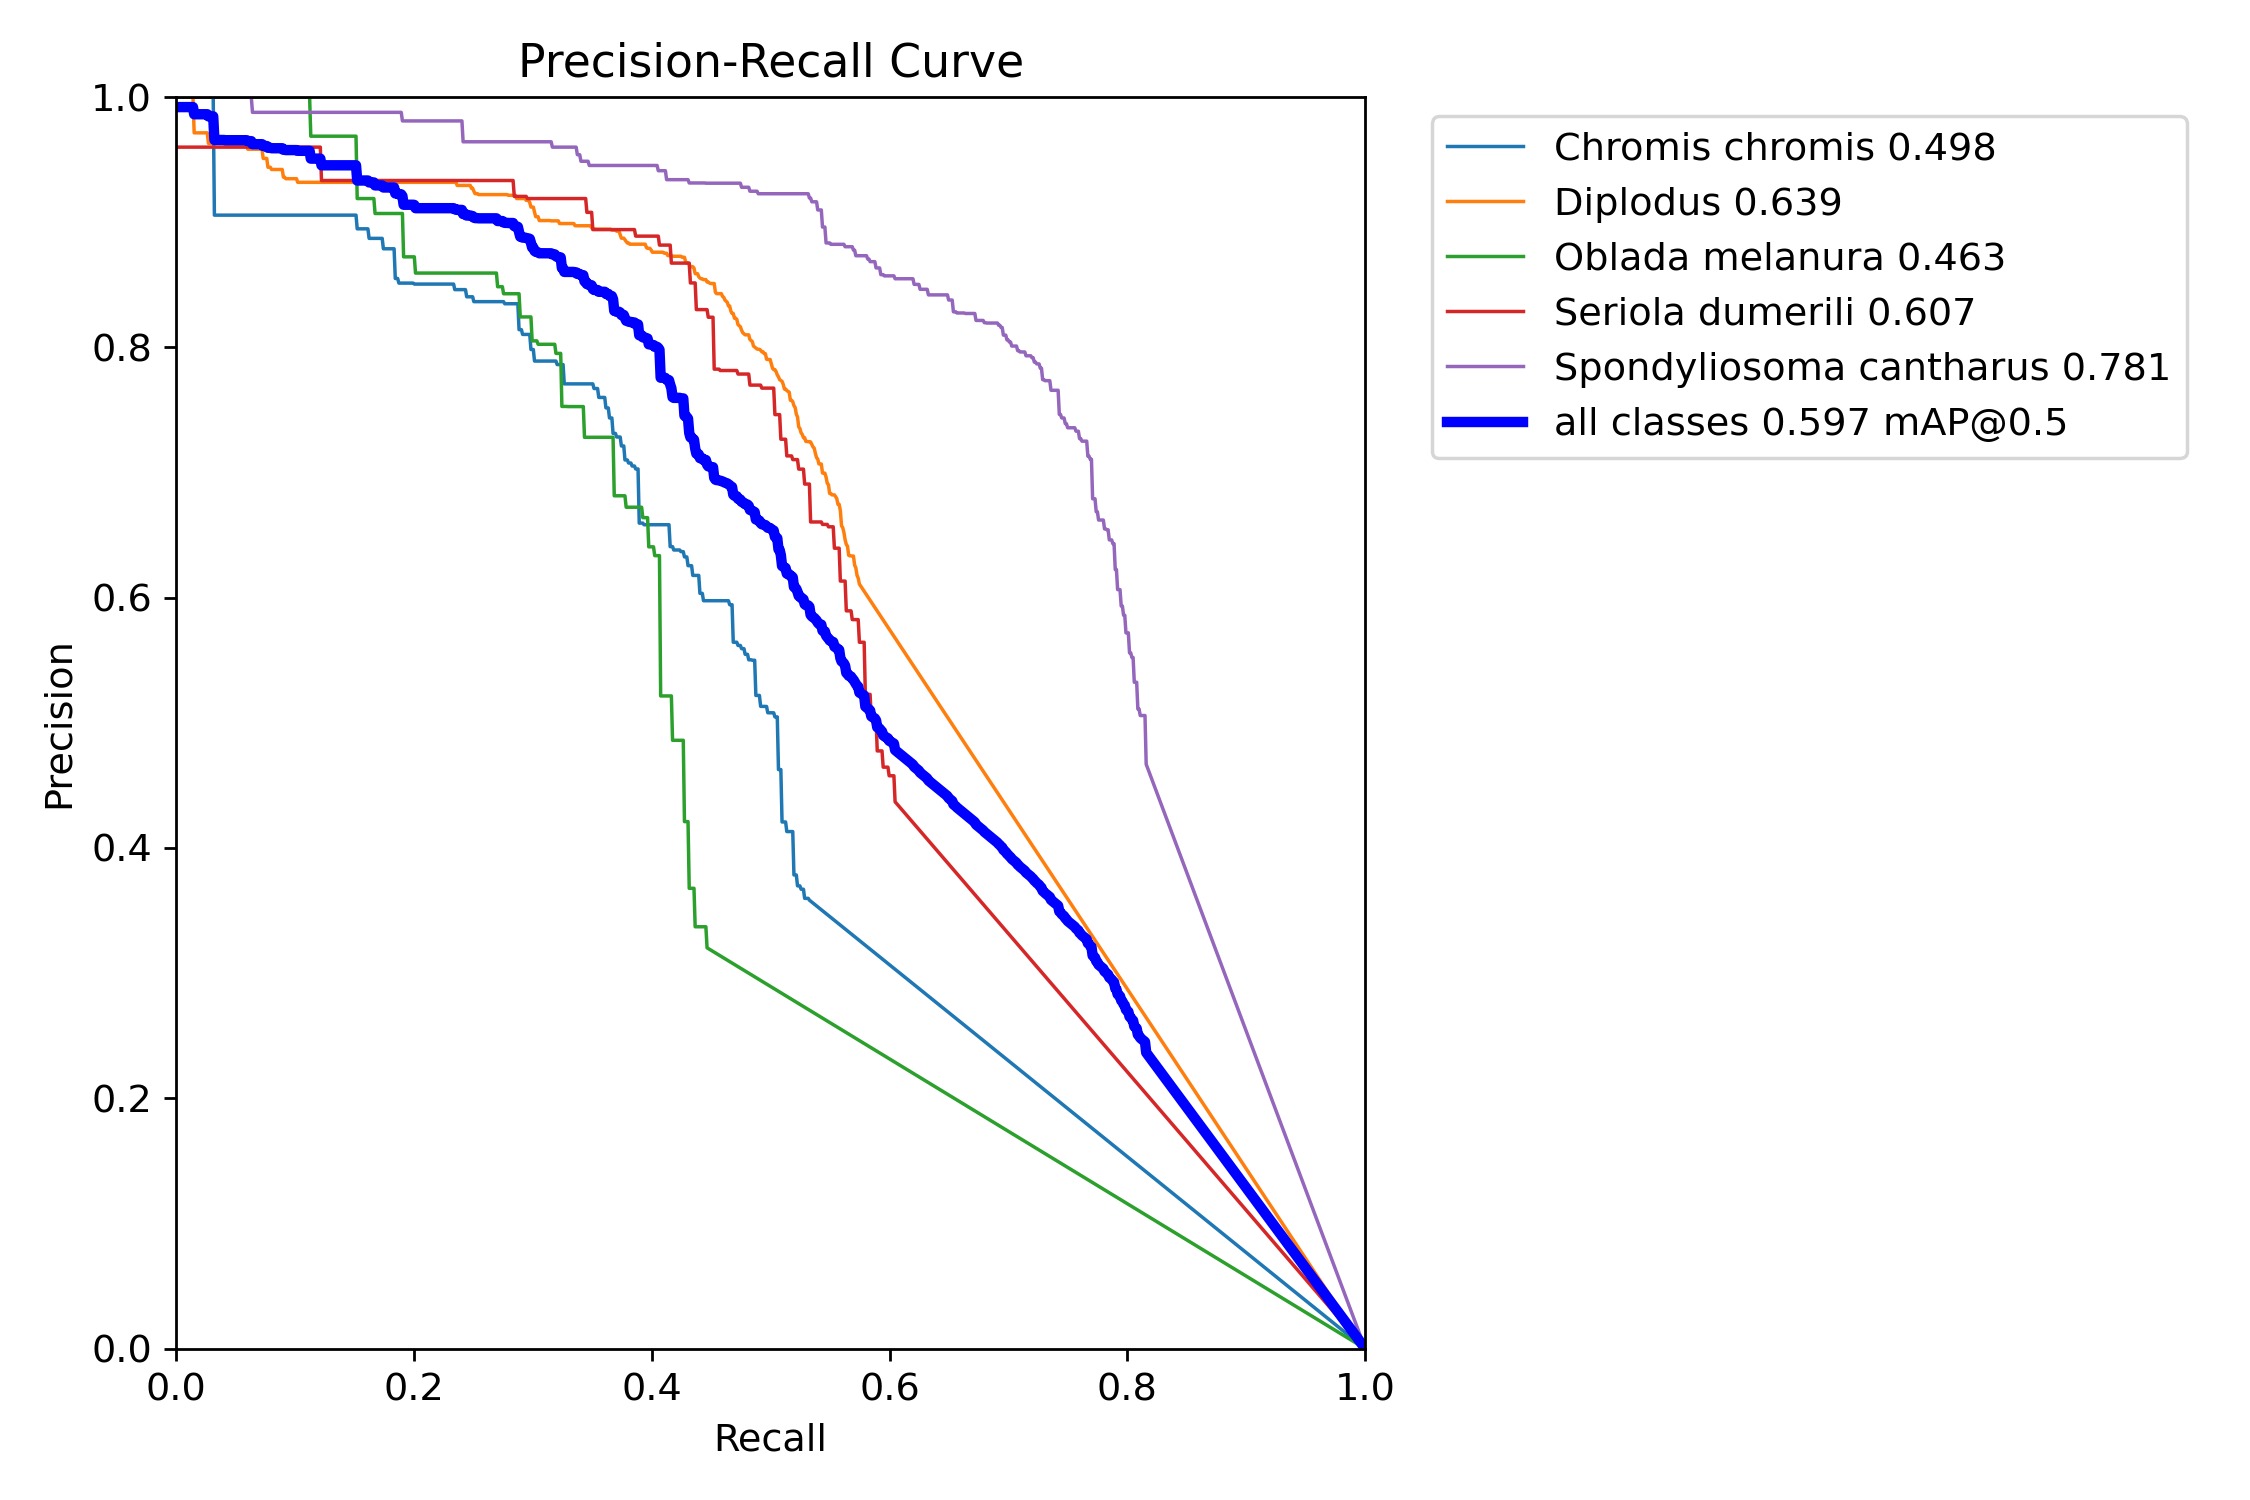 Precision-Recall Curve
1.0
0.8
0.6
0.4
0.2
0.0
Precision
0.0 0.2 0.4 0.6 0.8 1.0
Recall
Chromis chromis 0.498
Diplodus 0.639
Oblada melanura 0.463
Seriola dumerili 0.607
Spondyliosoma cantharus 0.781
all classes 0.597 mAP@0.5